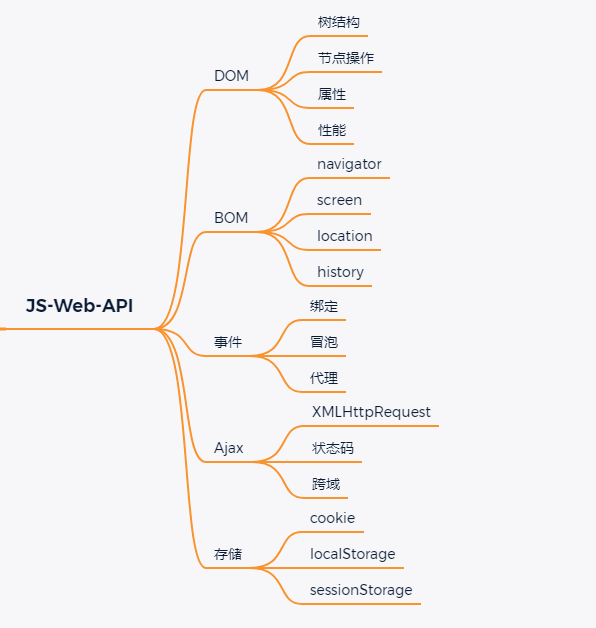 JS-Web-API
DOM
树结构
节点操作
属性
性能
BOM
navigator
screen
location
history
事件
绑定
冒泡
代理
Ajax
XMLHttpRequest
状态码
跨域
存储
cookie
localStorage
sessionStorage